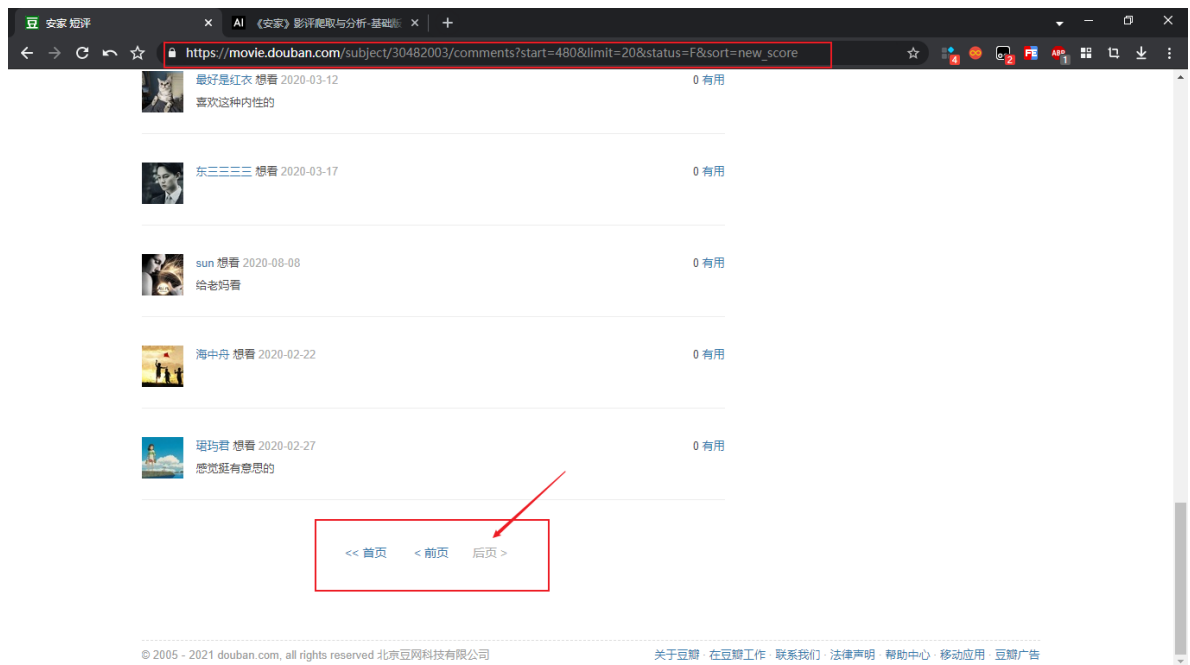 豆 安家 短评
AI 《安家》影评爬取与分析-基础版
https://movie.douban.com/subject/30482003/comments?start=480&limit=20&status=F&sort=new_score
4
2
FE
ABP
1
最好是红衣 想看 2020-03-12
0 有用
喜欢这种内性的
东三三三三 想看 2020-03-17
0 有用
sun 想看 2020-08-08
0 有用
给老妈看
海中舟 想看 2020-02-22
0 有用
珺玙君 想看 2020-02-27
0 有用
感觉挺有意思的
<< 首页 < 前页 后页 >
© 2005 - 2021 douban.com, all rights reserved 北京豆网科技有限公司
关于豆瓣 · 在豆瓣工作 · 联系我们 · 法律声明 · 帮助中心 · 移动应用 · 豆瓣广告